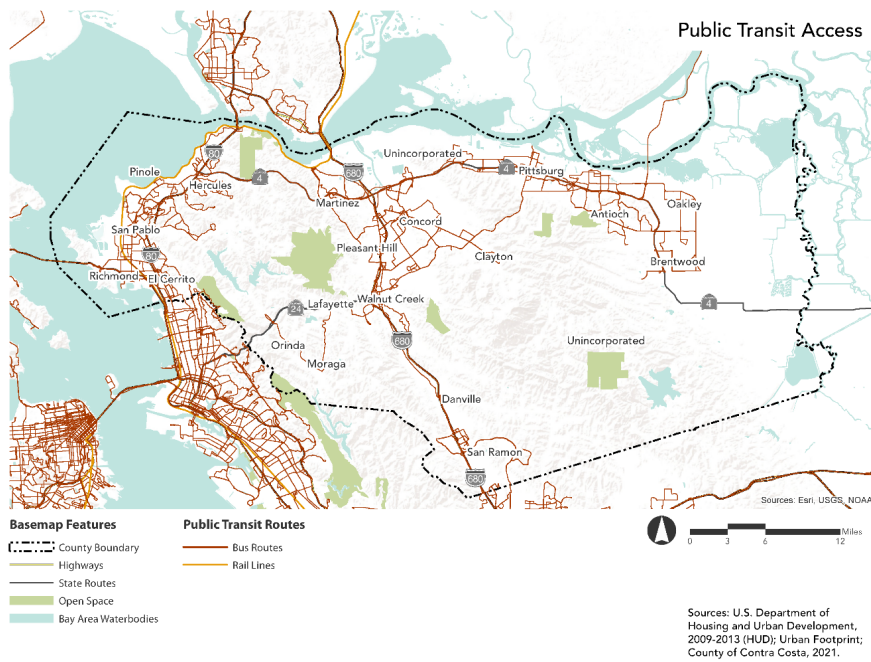 Public Transit Access
Unincorporated
80
Pinole
680
4
Pittsburg
Hercules
4
Martinez
Oakley
Antioch
Concord
San Pablo
Pleasant Hill
80
Clayton
Brentwood
Richmond
El Cerrito
Walnut Creek
Lafayette
24
4
680
Unincorporated
Orinda
Moraga
Danville
San Ramon
680
Sources: Esri, USGS, NOAA
Basemap Features
County Boundary
Highways
State Routes
Open Space
Bay Area Waterbodies
Public Transit Routes
Bus Routes
Rail Lines
0 3 6 12 Miles
Sources: U.S. Department of
Housing and Urban Development,
2009-2013 (HUD); Urban Footprint;
County of Contra Costa, 2021.